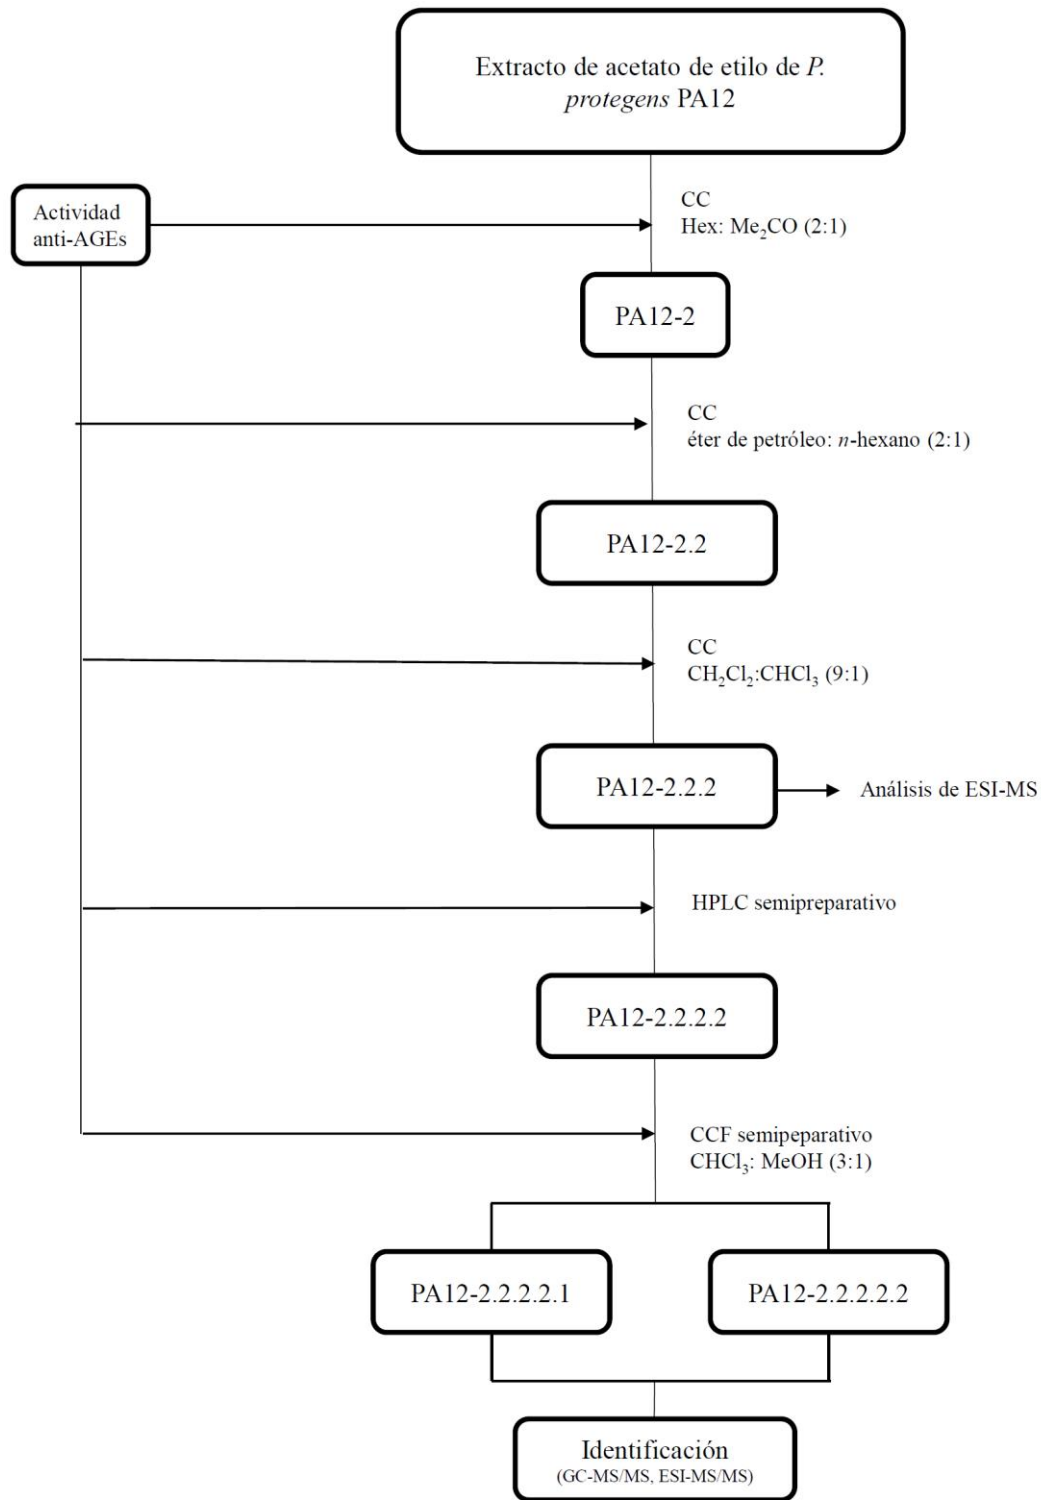 Extracto de acetato de etilo de P.
protegens PA12
Actividad
anti-AGEs
CC
Hex: Me₂CO (2:1)
PA12-2
CC
éter de petróleo: n-hexano (2:1)
PA12-2.2
CC
CH₂Cl₂:CHCl₃ (9:1)
PA12-2.2.2
Análisis de ESI-MS
HPLC semipreparativo
PA12-2.2.2.2
CCF semipeparativo
CHCl₃: MeOH (3:1)
PA12-2.2.2.2.1
PA12-2.2.2.2.2
Identificación
(GC-MS/MS, ESI-MS/MS)